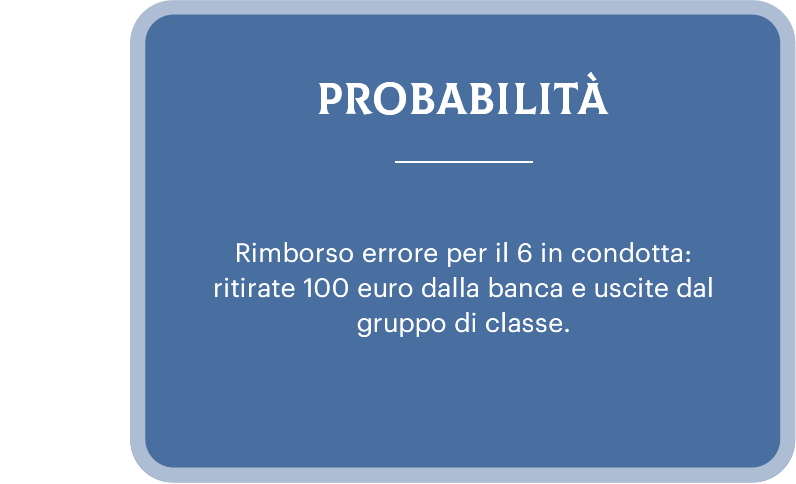 PROBABILITÀ
Rimborso errore per il 6 in condotta:
ritirate 100 euro dalla banca e uscite dal
gruppo di classe.